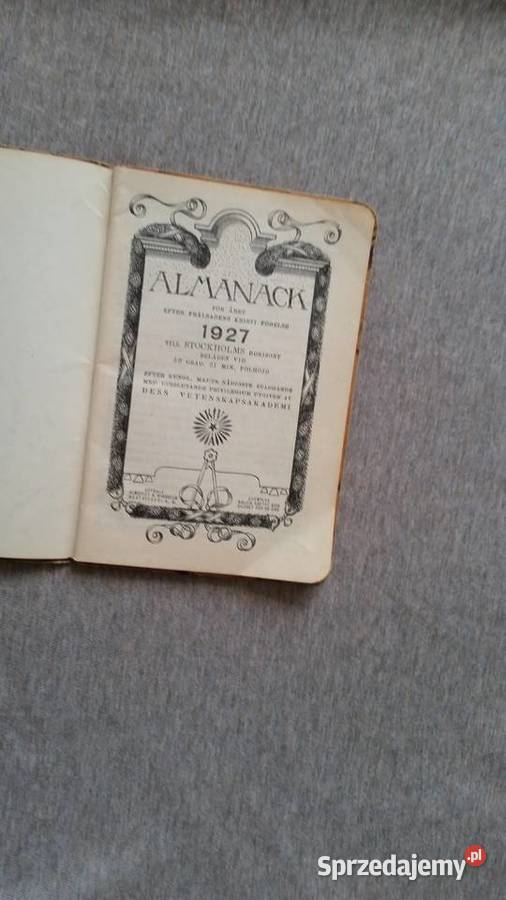 ALMANACK
FÖR ÅRET
EFTER FRÄLSARENS KRISTI FÖDELSE
1927
TILL STOCKHOLMS HORISONT
BELÄGEN VID
59 GRAD. 21 MIN. POLHÖJD
EFTER KUNGL. MAJ:TS NÅDIGSTE STADGANDE
MED UTESLUTANDE PRIVILEGIUM UTGIVEN AV
DESS VETENSKAPSAKADEMI
Sprzedajemy.pl